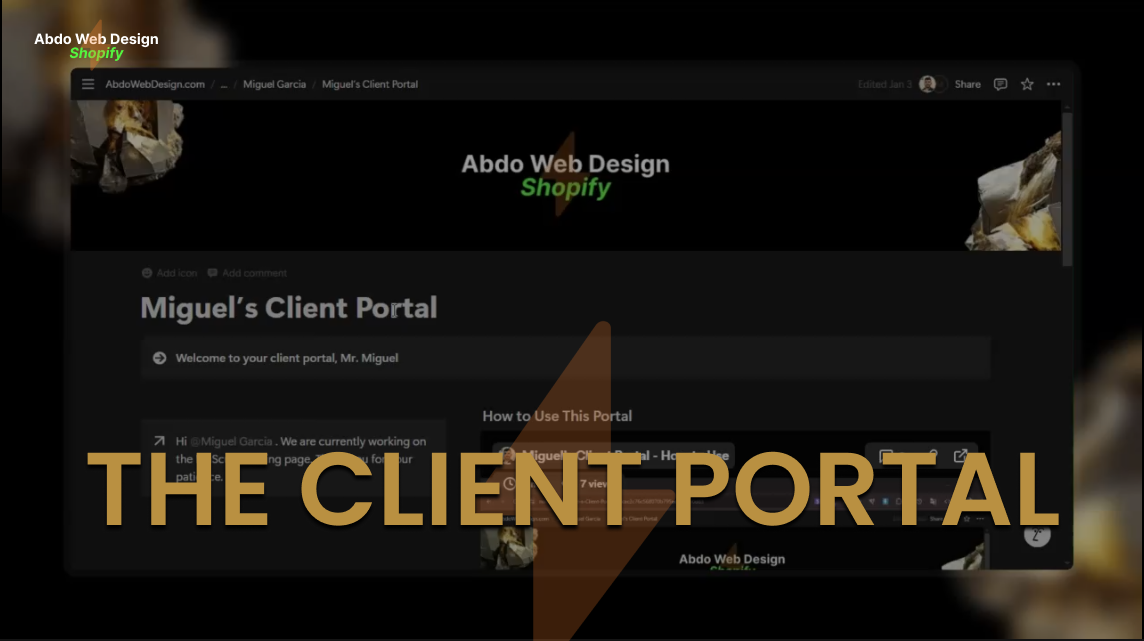 Abdo Web Design
Shopify
AbdoWebDesign.com / ... / Miguel Garcia / Miguel's Client Portal
Edited Jan 3
Share
Abdo Web Design
Shopify
Add icon
Add comment
Miguel's Client Portal
Welcome to your client portal, Mr. Miguel
How to Use This Portal
Hi @Miguel Garcia . We are currently working on
the
page.
for your
patience.
Miguel's Client Portal - How to Use
7 views
THE CLIENT PORTAL
Abdo Web Design
Shopify